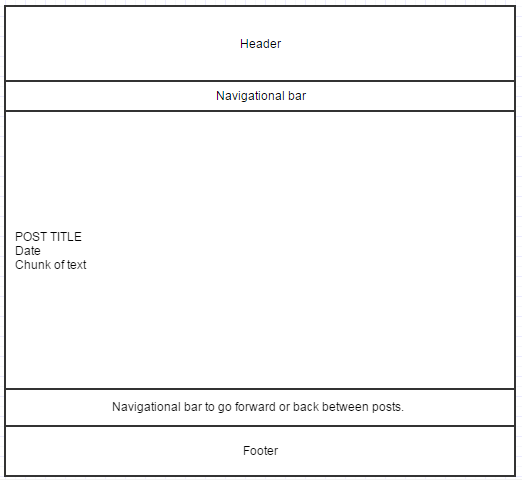 Header
Navigational bar
POST TITLE
Date
Chunk of text
Navigational bar to go forward or back between posts.
Footer